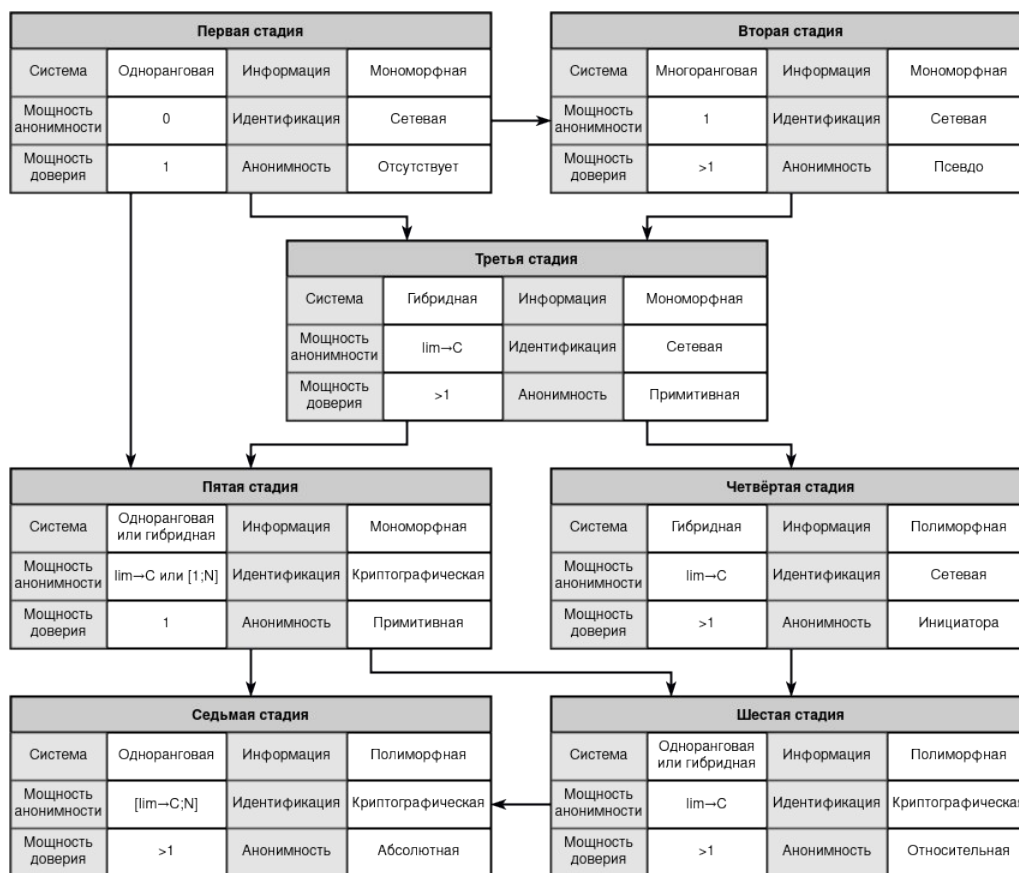 Первая стадия
Система Одноранговая Информация Мономорфная
Мощность анонимности 0 Идентификация Сетевая
Мощность доверия 1 Анонимность Отсутствует
Вторая стадия
Система Многоранговая Информация Мономорфная
Мощность анонимности 1 Идентификация Сетевая
Мощность доверия >1 Анонимность Псевдо
Третья стадия
Система Гибридная Информация Мономорфная
Мощность анонимности lim→C Идентификация Сетевая
Мощность доверия >1 Анонимность Примитивная
Пятая стадия
Система Одноранговая или гибридная Информация Мономорфная
Мощность анонимности lim→C или [1;N] Идентификация Криптографическая
Мощность доверия 1 Анонимность Примитивная
Четвёртая стадия
Система Гибридная Информация Полиморфная
Мощность анонимности lim→C Идентификация Сетевая
Мощность доверия >1 Анонимность Инициатора
Седьмая стадия
Система Одноранговая Информация Полиморфная
Мощность анонимности [lim→C;N] Идентификация Криптографическая
Мощность доверия >1 Анонимность Абсолютная
Шестая стадия
Система Одноранговая или гибридная Информация Полиморфная
Мощность анонимности lim→C Идентификация Криптографическая
Мощность доверия >1 Анонимность Относительная